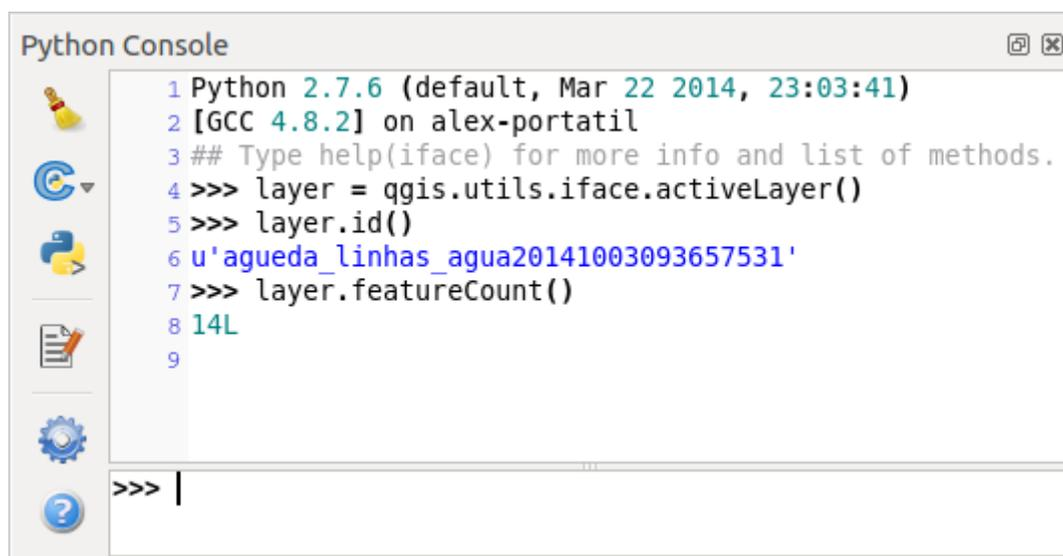 Python Console
1 Python 2.7.6 (default, Mar 22 2014, 23:03:41)
2 [GCC 4.8.2] on alex-portatil
3 ## Type help(iface) for more info and list of methods.
4 >>> layer = qgis.utils.iface.activeLayer()
5 >>> layer.id()
6 u'agueda_linhas_agua20141003093657531'
7 >>> layer.featureCount()
8 14L
9
>>>